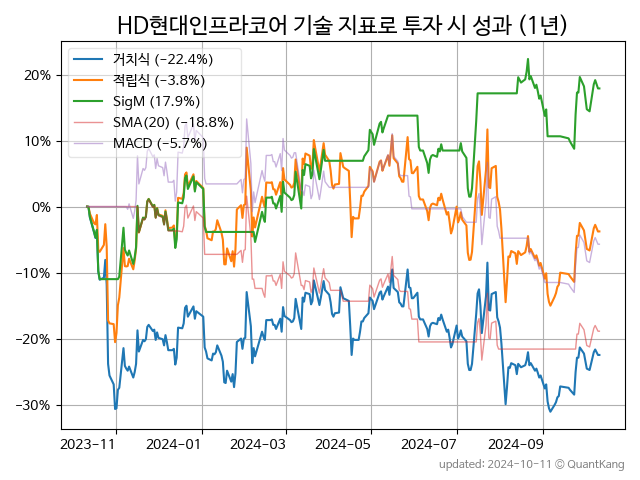 HD현대인프라코어 기술 지표로 투자 시 성과 (1년)
거치식 (−22.4%)
적립식 (−3.8%)
SigM (17.9%)
SMA(20) (−18.8%)
MACD (−5.7%)
20%
10%
0%
−10%
−20%
−30%
2023-11 2024-01 2024-03 2024-05 2024-07 2024-09
updated: 2024-10-11 © QuantKang